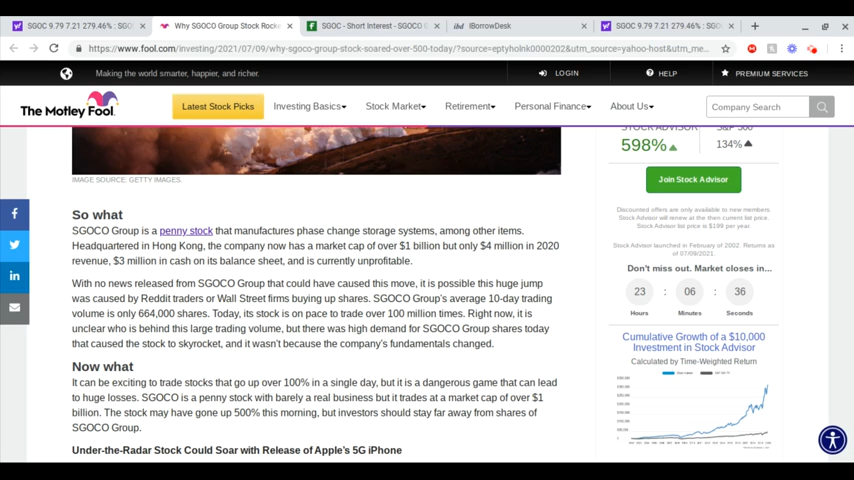 SGOC 9.79 7.21 279.46% : SGO
Why SGOCO Group Stock Rocke
SGOC - Short Interest - SGOCO G
IBorrowDesk
SGOC 9.79 7.21 279.46% : SGO
https://www.fool.com/investing/2021/07/09/why-sgoco-group-stock-soared-over-500-today/?source=eptyholnk0000202&utm_source=yahoo-host&utm_me...
Making the world smarter, happier, and richer.
LOGIN
HELP
PREMIUM SERVICES
The Motley Fool
Latest Stock Picks
Investing Basics
Stock Market
Retirement
Personal Finance
About Us
Company Search
STOCK ADVISOR
S&P 500
598%
134%
IMAGE SOURCE: GETTY IMAGES.
Join Stock Advisor
Discounted offers are only available to new members.
Stock Advisor will renew at the then current list price.
Stock Advisor list price is $199 per year.
Stock Advisor launched in February of 2002. Returns as
of 07/09/2021.
So what
SGOCO Group is a penny stock that manufactures phase change storage systems, among other items.
Headquartered in Hong Kong, the company now has a market cap of over $1 billion but only $4 million in 2020
revenue, $3 million in cash on its balance sheet, and is currently unprofitable.
With no news released from SGOCO Group that could have caused this move, it is possible this huge jump
was caused by Reddit traders or Wall Street firms buying up shares. SGOCO Group's average 10-day trading
volume is only 664,000 shares. Today, its stock is on pace to trade over 100 million times. Right now, it is
unclear who is behind this large trading volume, but there was high demand for SGOCO Group shares today
that caused the stock to skyrocket, and it wasn't because the company's fundamentals changed.
Now what
It can be exciting to trade stocks that go up over 100% in a single day, but it is a dangerous game that can lead
to huge losses. SGOCO is a penny stock with barely a real business but it trades at a market cap of over $1
billion. The stock may have gone up 500% this morning, but investors should stay far away from shares of
SGOCO Group.
Under-the-Radar Stock Could Soar with Release of Apple's 5G iPhone
Don't miss out. Market closes in...
23 : 06 : 36
Hours Minutes Seconds
Cumulative Growth of a $10,000
Investment in Stock Advisor
Calculated by Time-Weighted Return